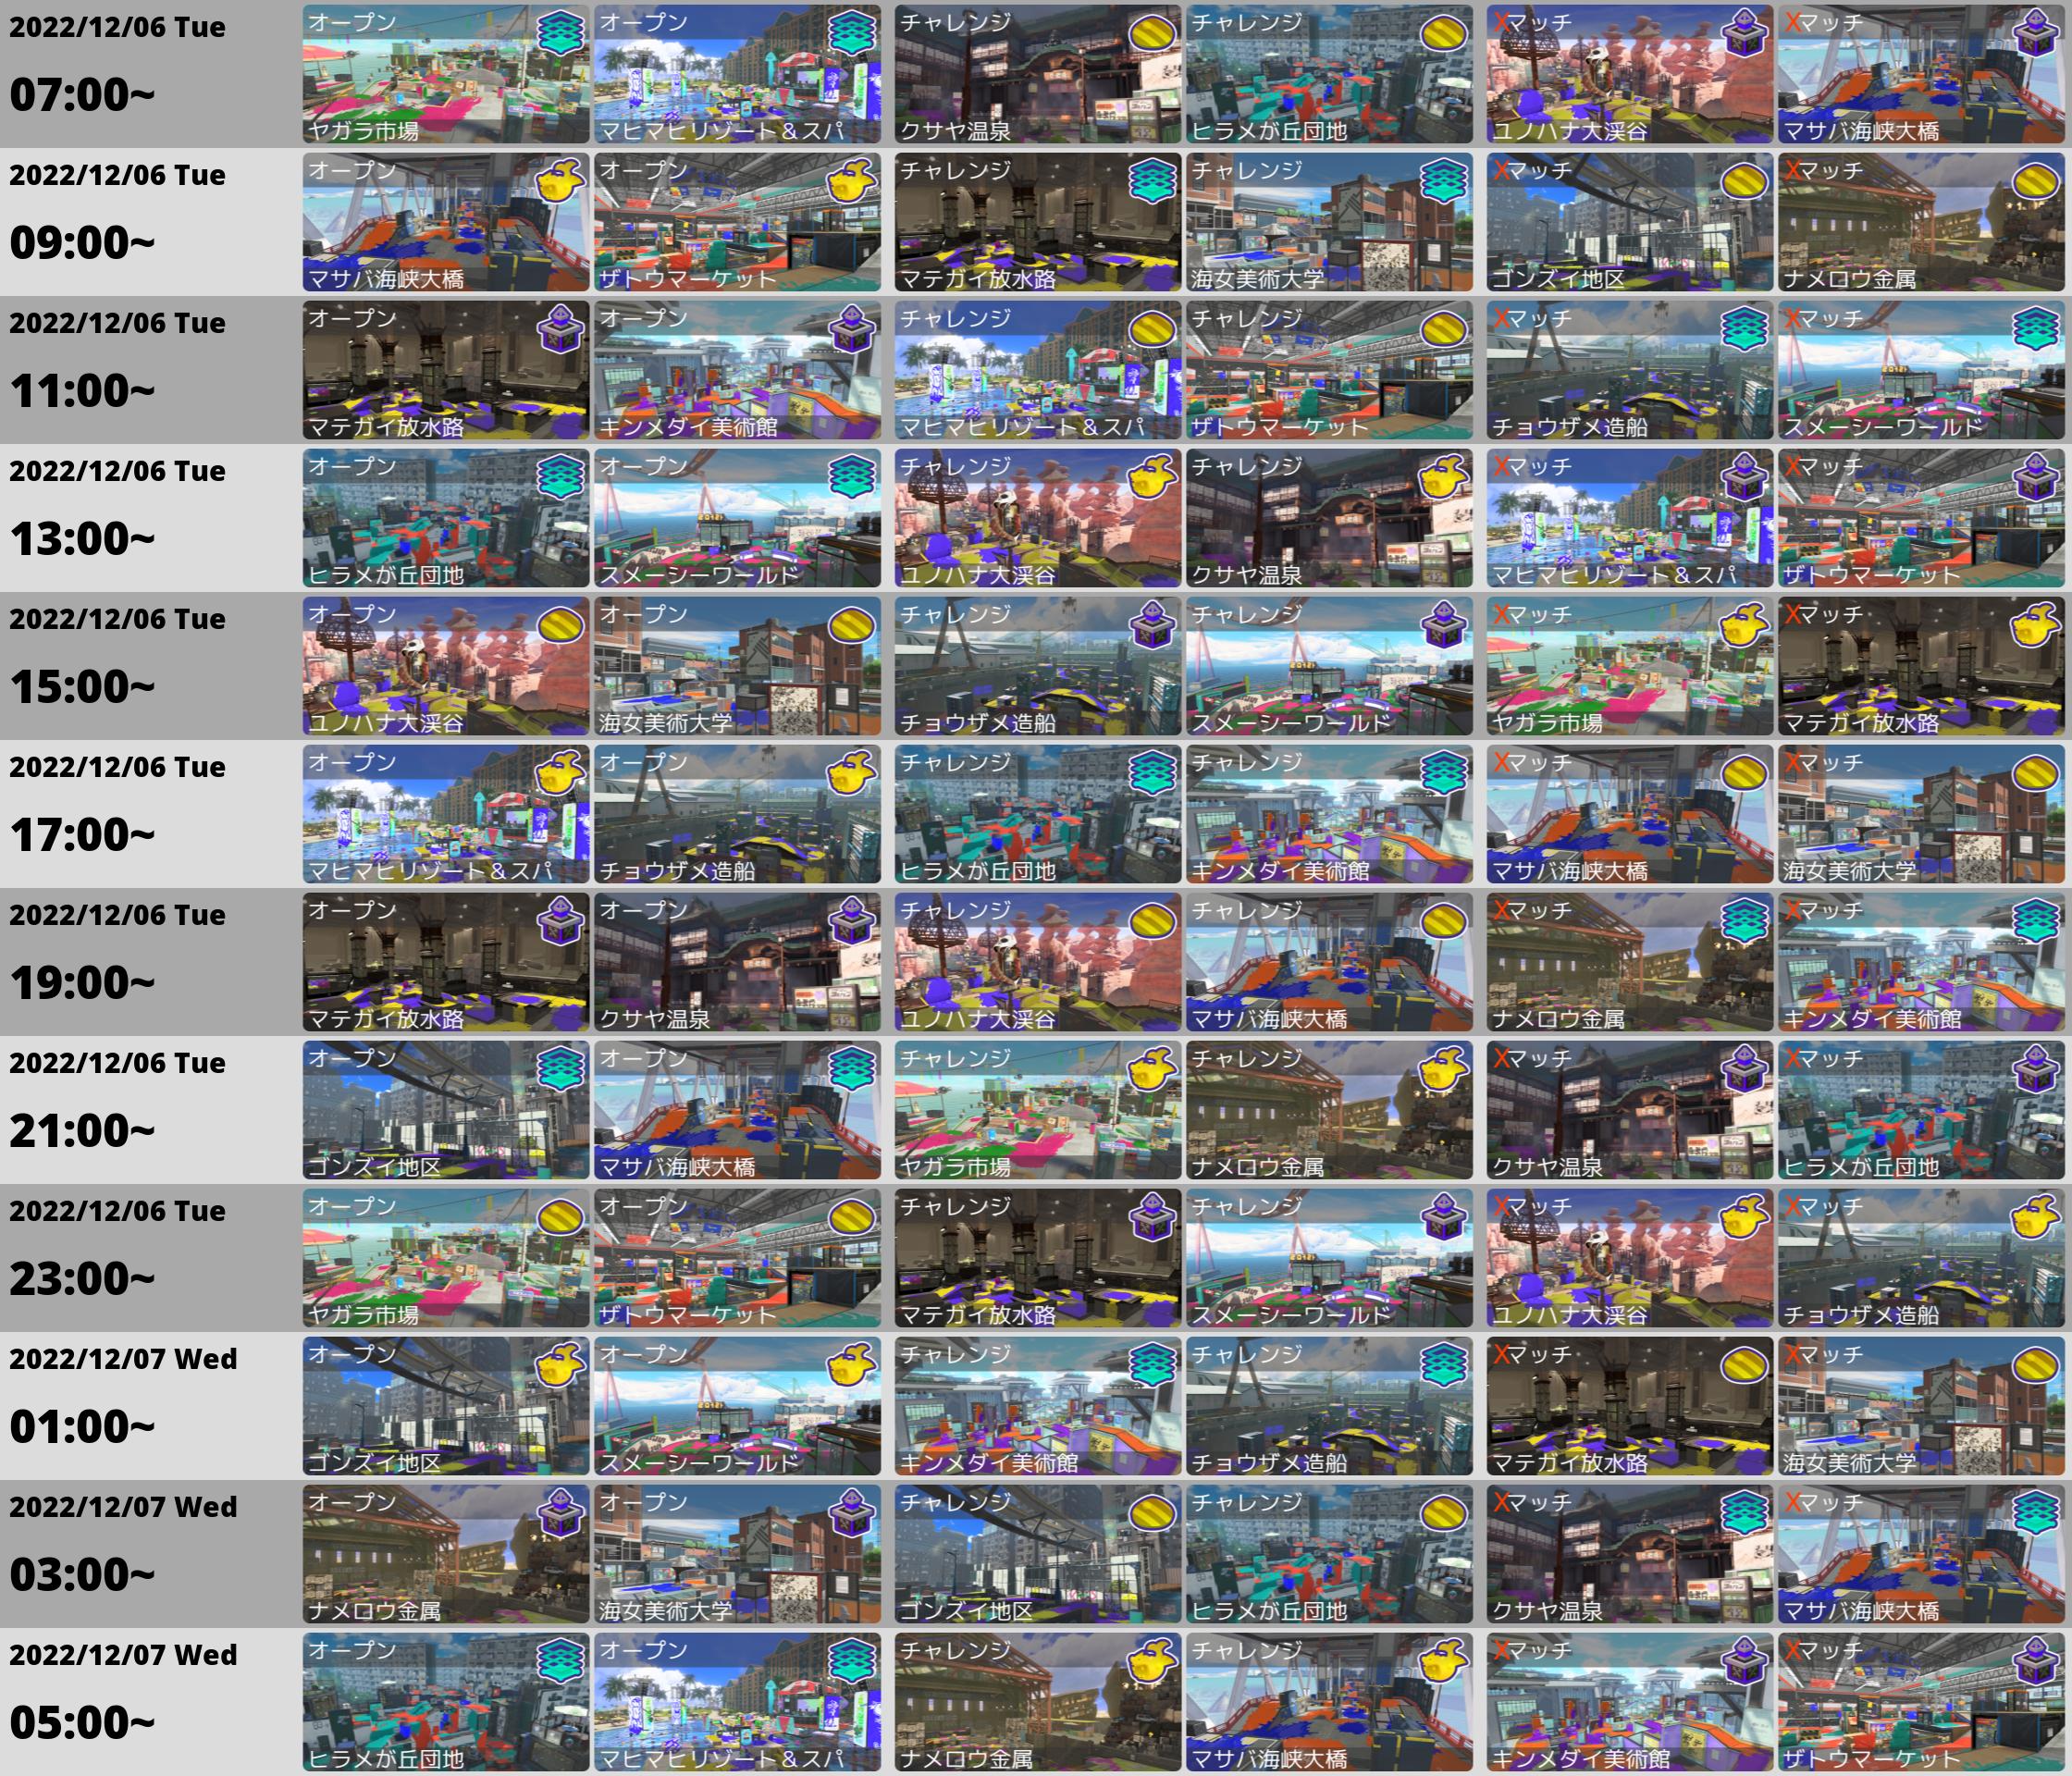 2022/12/06 Tue
07:00~
オープン オープン チャレンジ チャレンジ Xマッチ Xマッチ
ヤガラ市場 マヒマヒリゾート＆スパ クサヤ温泉 ヒラメが丘団地 ユノハナ大渓谷 マサバ海峡大橋
2022/12/06 Tue
09:00~
オープン オープン チャレンジ チャレンジ Xマッチ Xマッチ
マサバ海峡大橋 ザトウマーケット マテガイ放水路 海女美術大学 ゴンズイ地区 ナメロウ金属
2022/12/06 Tue
11:00~
オープン オープン チャレンジ チャレンジ Xマッチ Xマッチ
マテガイ放水路 キンメダイ美術館 マヒマヒリゾート＆スパ ザトウマーケット チョウザメ造船 スメーシーワールド
2022/12/06 Tue
13:00~
オープン オープン チャレンジ チャレンジ Xマッチ Xマッチ
ヒラメが丘団地 スメーシーワールド ユノハナ大渓谷 クサヤ温泉 マヒマヒリゾート＆スパ ザトウマーケット
2022/12/06 Tue
15:00~
オープン オープン チャレンジ チャレンジ Xマッチ Xマッチ
ユノハナ大渓谷 海女美術大学 チョウザメ造船 スメーシーワールド ヤガラ市場 マテガイ放水路
2022/12/06 Tue
17:00~
オープン オープン チャレンジ チャレンジ Xマッチ Xマッチ
マヒマヒリゾート＆スパ チョウザメ造船 ヒラメが丘団地 キンメダイ美術館 マサバ海峡大橋 海女美術大学
2022/12/06 Tue
19:00~
オープン オープン チャレンジ チャレンジ Xマッチ Xマッチ
マテガイ放水路 クサヤ温泉 ユノハナ大渓谷 マサバ海峡大橋 ナメロウ金属 キンメダイ美術館
2022/12/06 Tue
21:00~
オープン オープン チャレンジ チャレンジ Xマッチ Xマッチ
ゴンズイ地区 マサバ海峡大橋 ヤガラ市場 ナメロウ金属 クサヤ温泉 ヒラメが丘団地
2022/12/06 Tue
23:00~
オープン オープン チャレンジ チャレンジ Xマッチ Xマッチ
ヤガラ市場 ザトウマーケット マテガイ放水路 スメーシーワールド ユノハナ大渓谷 チョウザメ造船
2022/12/07 Wed
01:00~
オープン オープン チャレンジ チャレンジ Xマッチ Xマッチ
ゴンズイ地区 スメーシーワールド キンメダイ美術館 チョウザメ造船 マテガイ放水路 海女美術大学
2022/12/07 Wed
03:00~
オープン オープン チャレンジ チャレンジ Xマッチ Xマッチ
ナメロウ金属 海女美術大学 ゴンズイ地区 ヒラメが丘団地 クサヤ温泉 マサバ海峡大橋
2022/12/07 Wed
05:00~
オープン オープン チャレンジ チャレンジ Xマッチ Xマッチ
ヒラメが丘団地 マヒマヒリゾート＆スパ ナメロウ金属 マサバ海峡大橋 キンメダイ美術館 ザトウマーケット